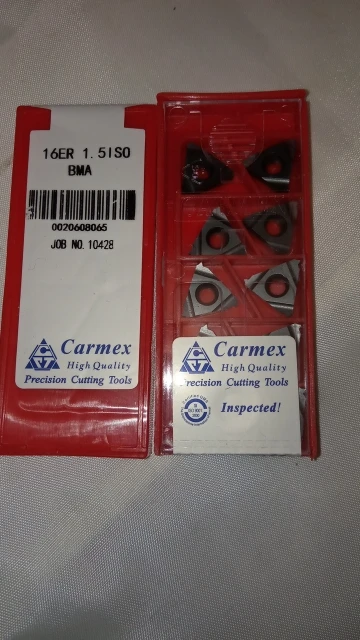 16ER 1.5ISO
BMA
0020608065
JOB NO. 10428
Carmex
High Quality
Precision Cutting Tools
Carmex
High Quality
Precision Cutting Tools
Inspected!